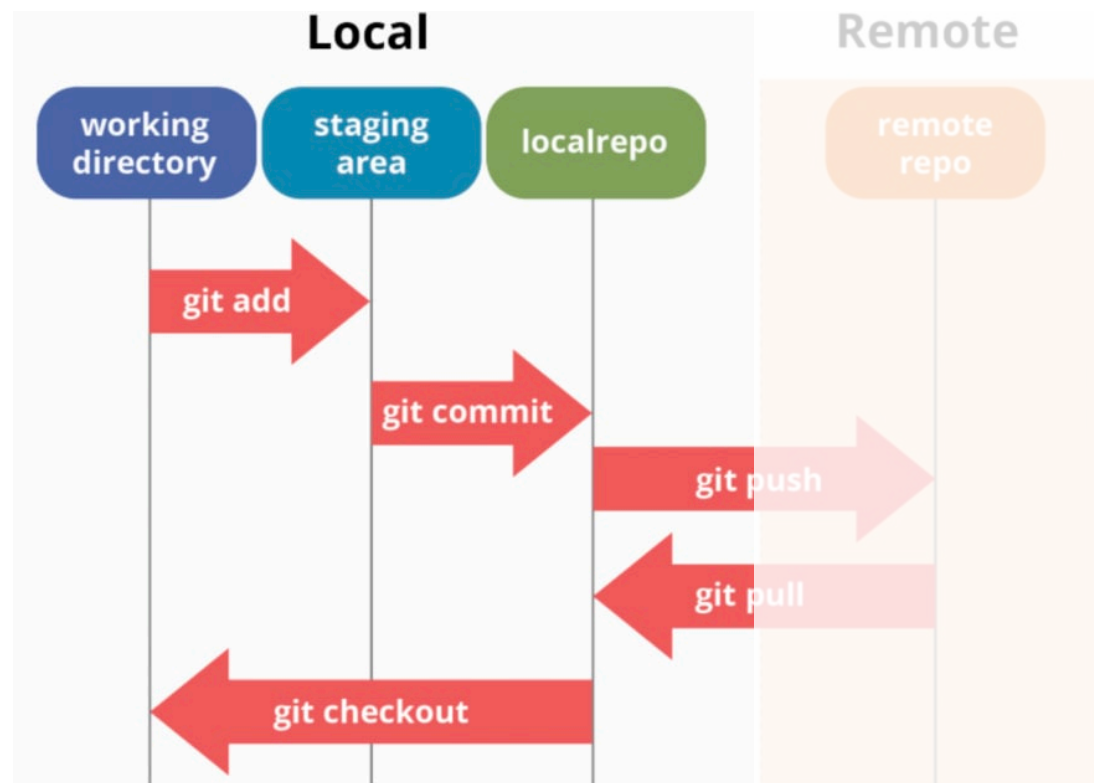 Local
Remote
working
directory
staging
area
localrepo
remote
repo
git add
git commit
git push
git pull
git checkout